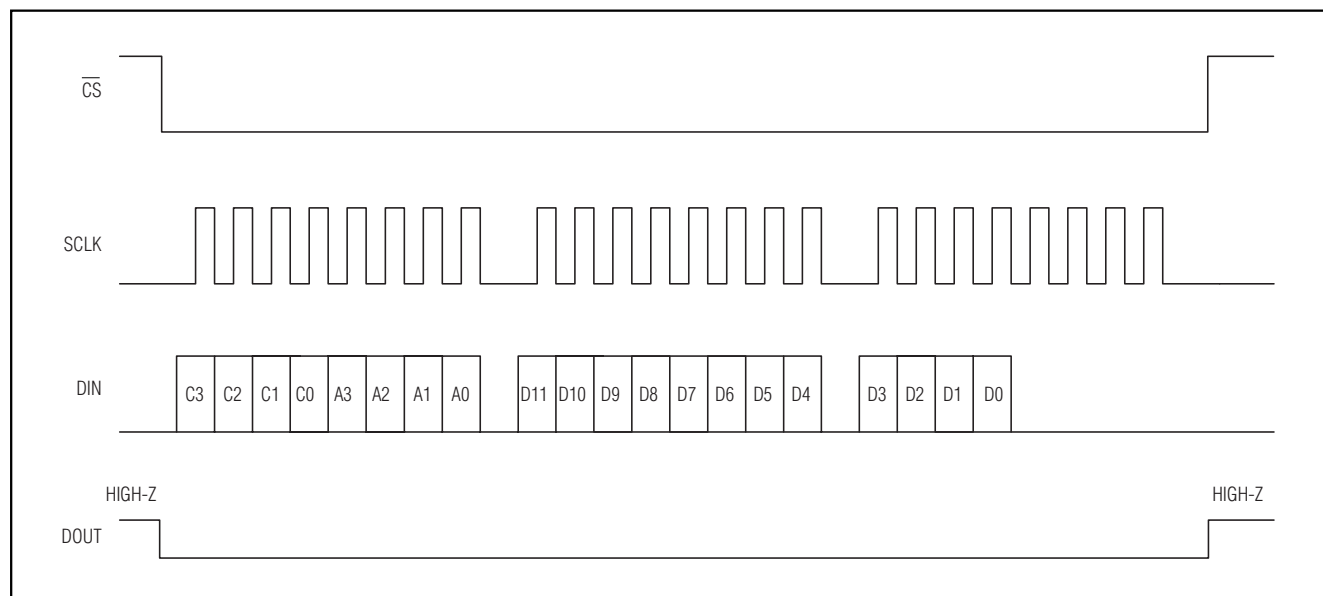 CS
SCLK
DIN
C3 C2 C1 C0 A3 A2 A1 A0 D11 D10 D9 D8 D7 D6 D5 D4 D3 D2 D1 D0
HIGH-Z HIGH-Z
DOUT